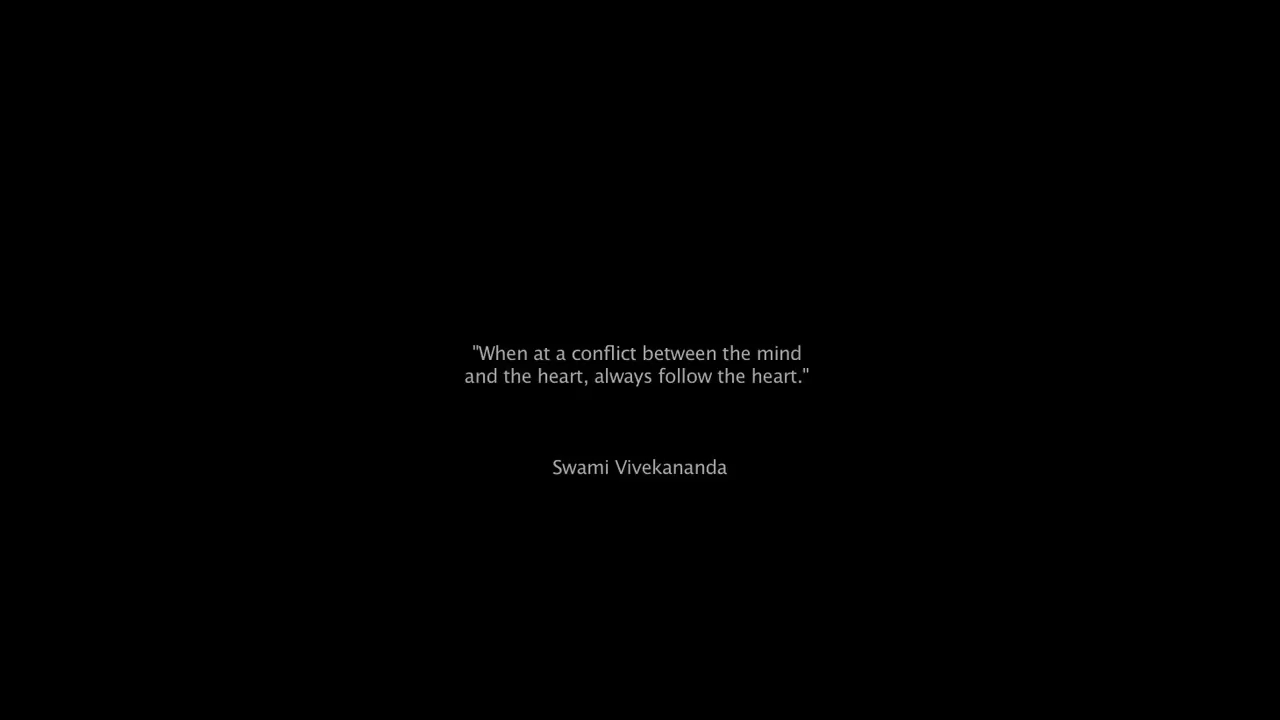 "When at a conflict between the mind
and the heart, always follow the heart."
Swami Vivekananda